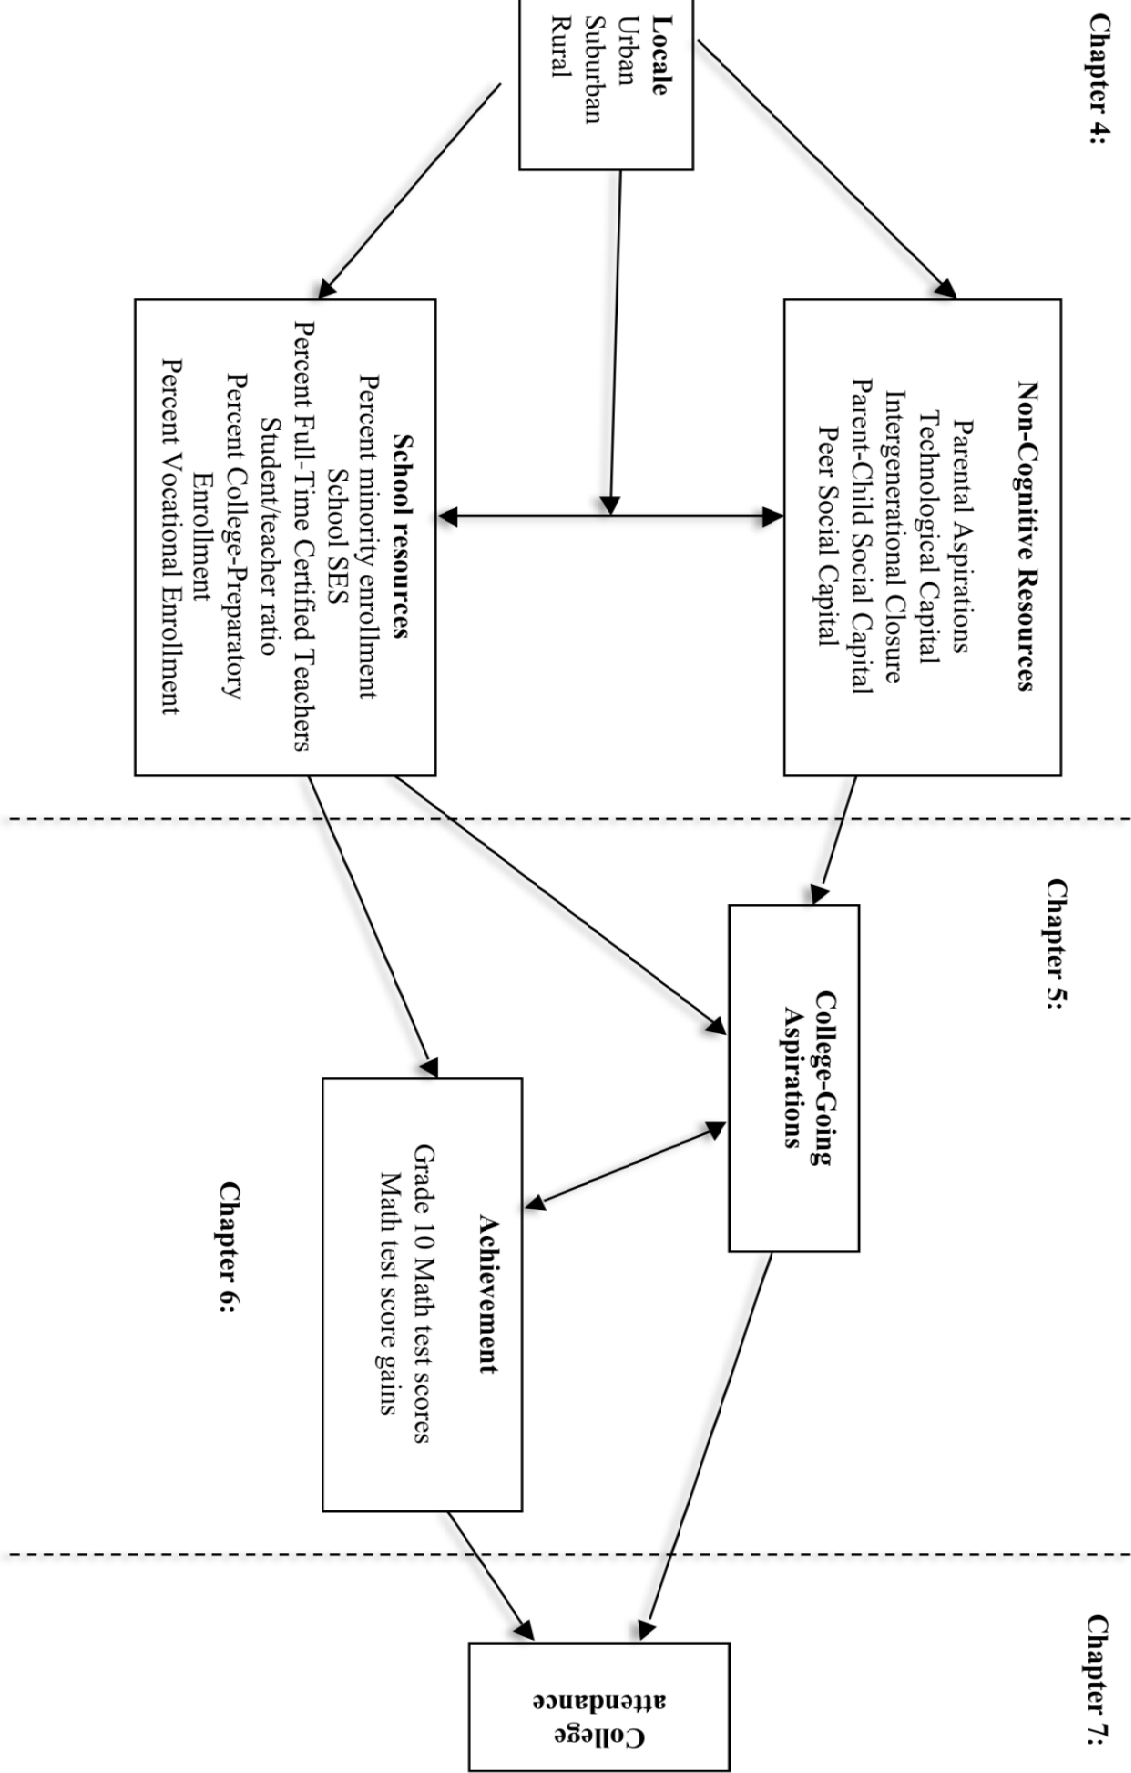 Chapter 4:
Locale
Urban
Suburban
Rural
Non-Cognitive Resources
Parental Aspirations
Technological Capital
Intergenerational Closure
Parent-Child Social Capital
Peer Social Capital
School resources
Percent minority enrollment
School SES
Percent Full-Time Certified Teachers
Student/teacher ratio
Percent College-Preparatory
Enrollment
Percent Vocational Enrollment
Chapter 5:
College-Going
Aspirations
Achievement
Grade 10 Math test scores
Math test score gains
Chapter 6:
Chapter 7:
College
attendance